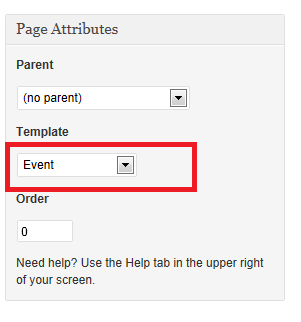 Page Attributes
Parent
(no parent)
Template
Event
Order
0
Need help? Use the Help tab in the upper right
of your screen.